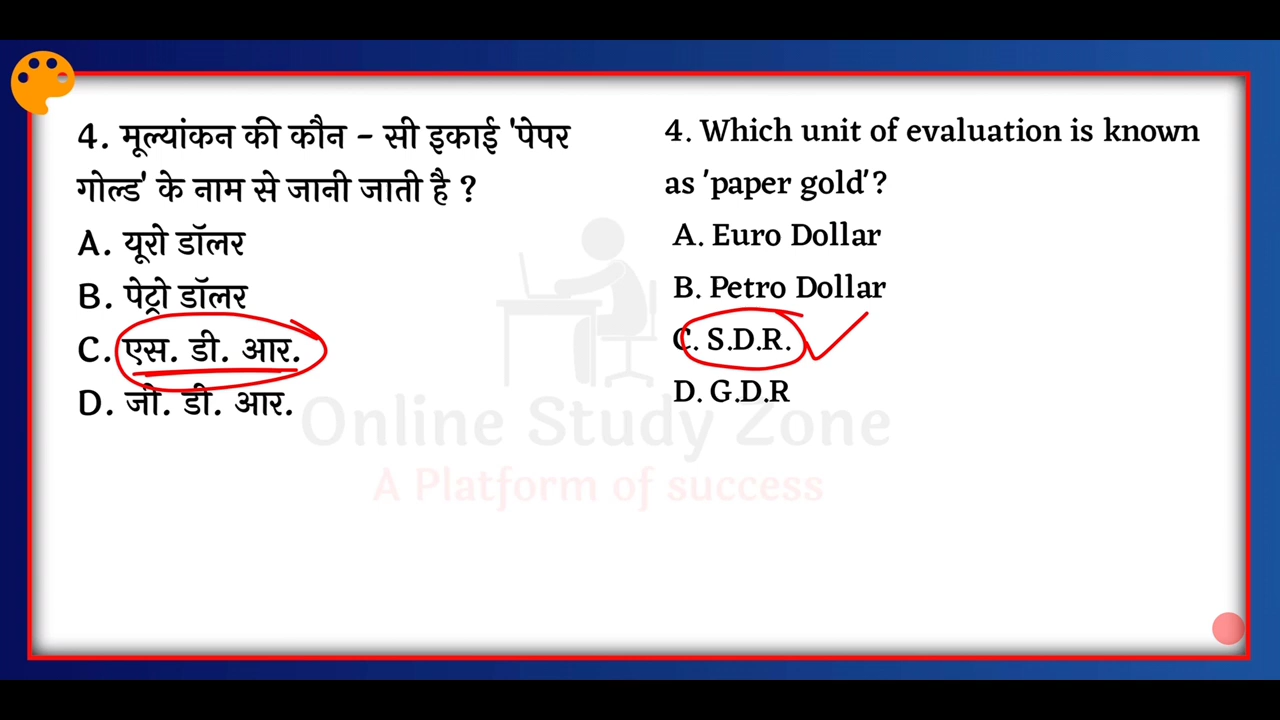 4. मूल्यांकन की कौन - सी इकाई 'पेपर
गोल्ड' के नाम से जानी जाती है ?
A. यूरो डॉलर
B. पेट्रो डॉलर
C. एस. डी. आर.
D. जी. डी. आर.
4. Which unit of evaluation is known
as 'paper gold'?
A. Euro Dollar
B. Petro Dollar
C. S.D.R.
D. G.D.R
Online Study Zone
A Platform of success